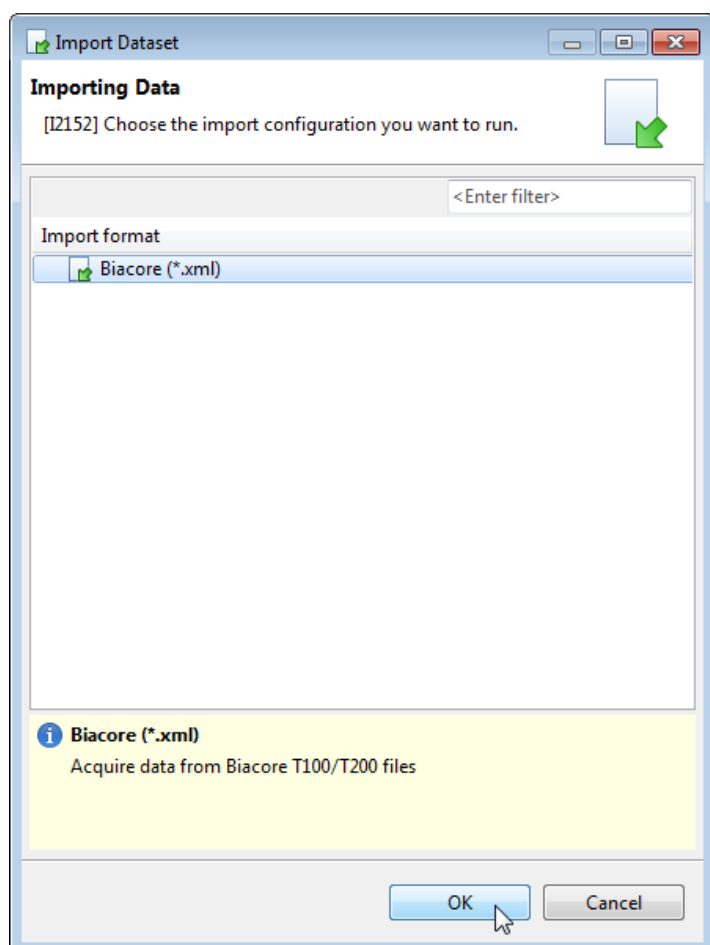 Import Dataset
Importing Data
[I2152] Choose the import configuration you want to run.
<Enter filter>
Import format
Biacore (*.xml)
Biacore (*.xml)
Acquire data from Biacore T100/T200 files
OK Cancel